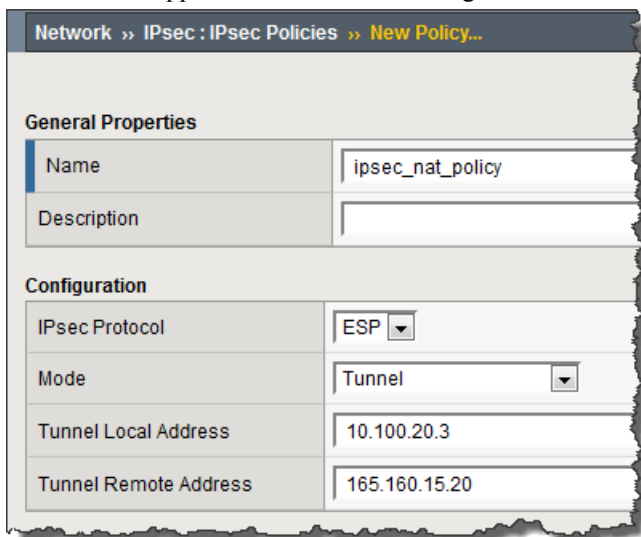 Network ›› IPsec : IPsec Policies ›› New Policy...
General Properties
Name ipsec_nat_policy
Description
Configuration
IPsec Protocol ESP
Mode Tunnel
Tunnel Local Address 10.100.20.3
Tunnel Remote Address 165.160.15.20